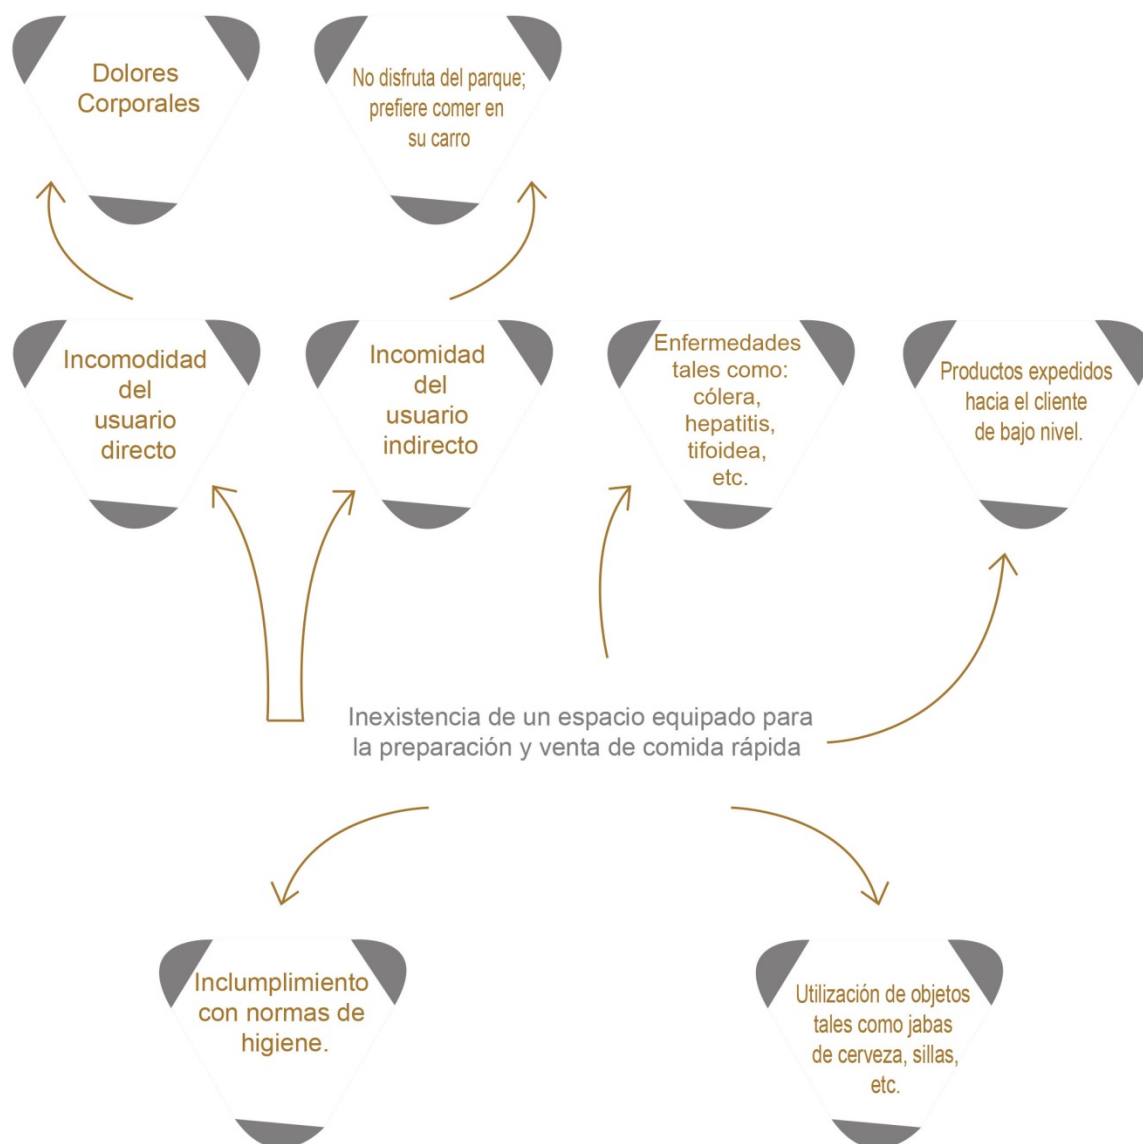 Dolores
Corporales
No disfruta del parque;
prefiere comer en
su carro
Incomodidad
del
usuario
directo
Incomidad
del
usuario
indirecto
Enfermedades
tales como:
cólera,
hepatitis,
tifoidea,
etc.
Productos expedidos
hacia el cliente
de bajo nivel.
Inexistencia de un espacio equipado para
la preparación y venta de comida rápida
Inclumplimiento
con normas de
higiene.
Utilización de objetos
tales como jabas
de cerveza, sillas,
etc.